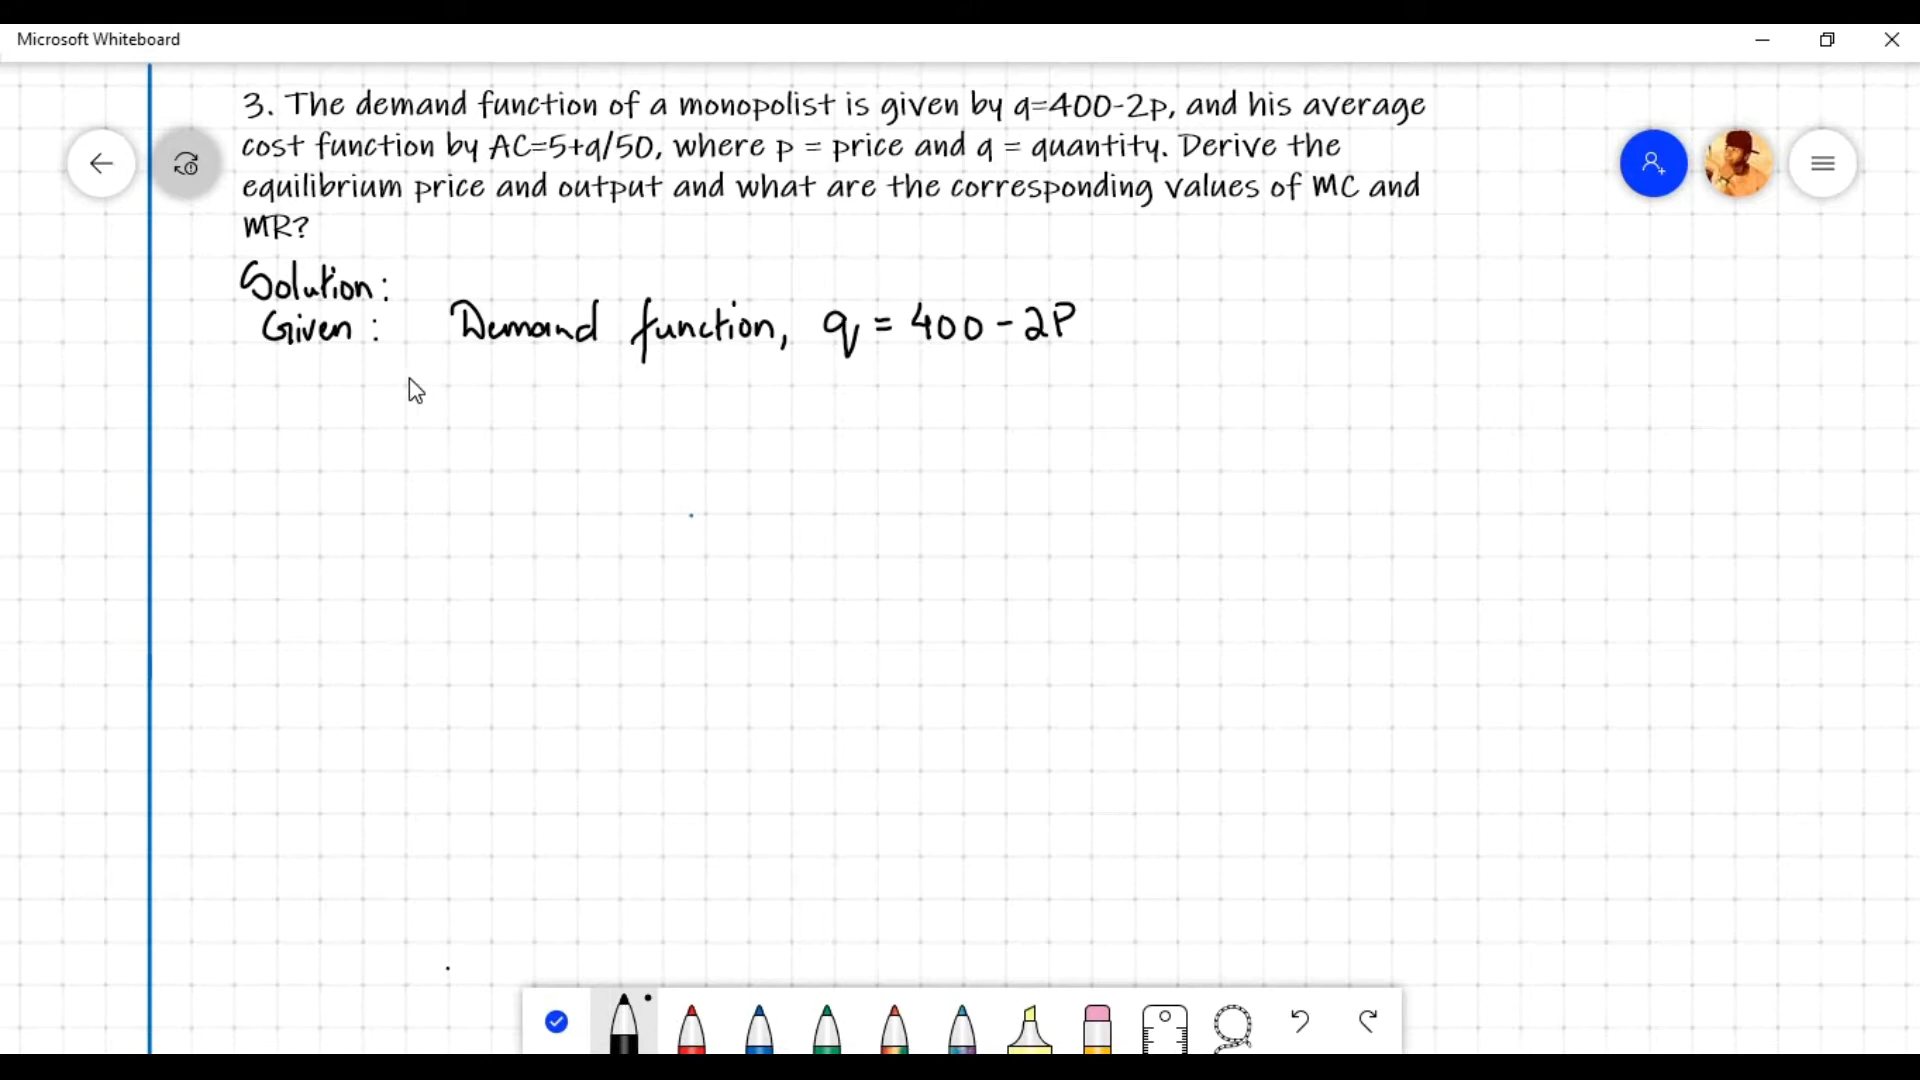 Microsoft Whiteboard
3. The demand function of a monopolist is given by q=400-2p, and his average
cost function by AC=5+q/50, where p = price and q = quantity. Derive the
equilibrium price and output and what are the corresponding values of MC and
MR?
Solution:
Given : Demand function, q = 400 - 2P